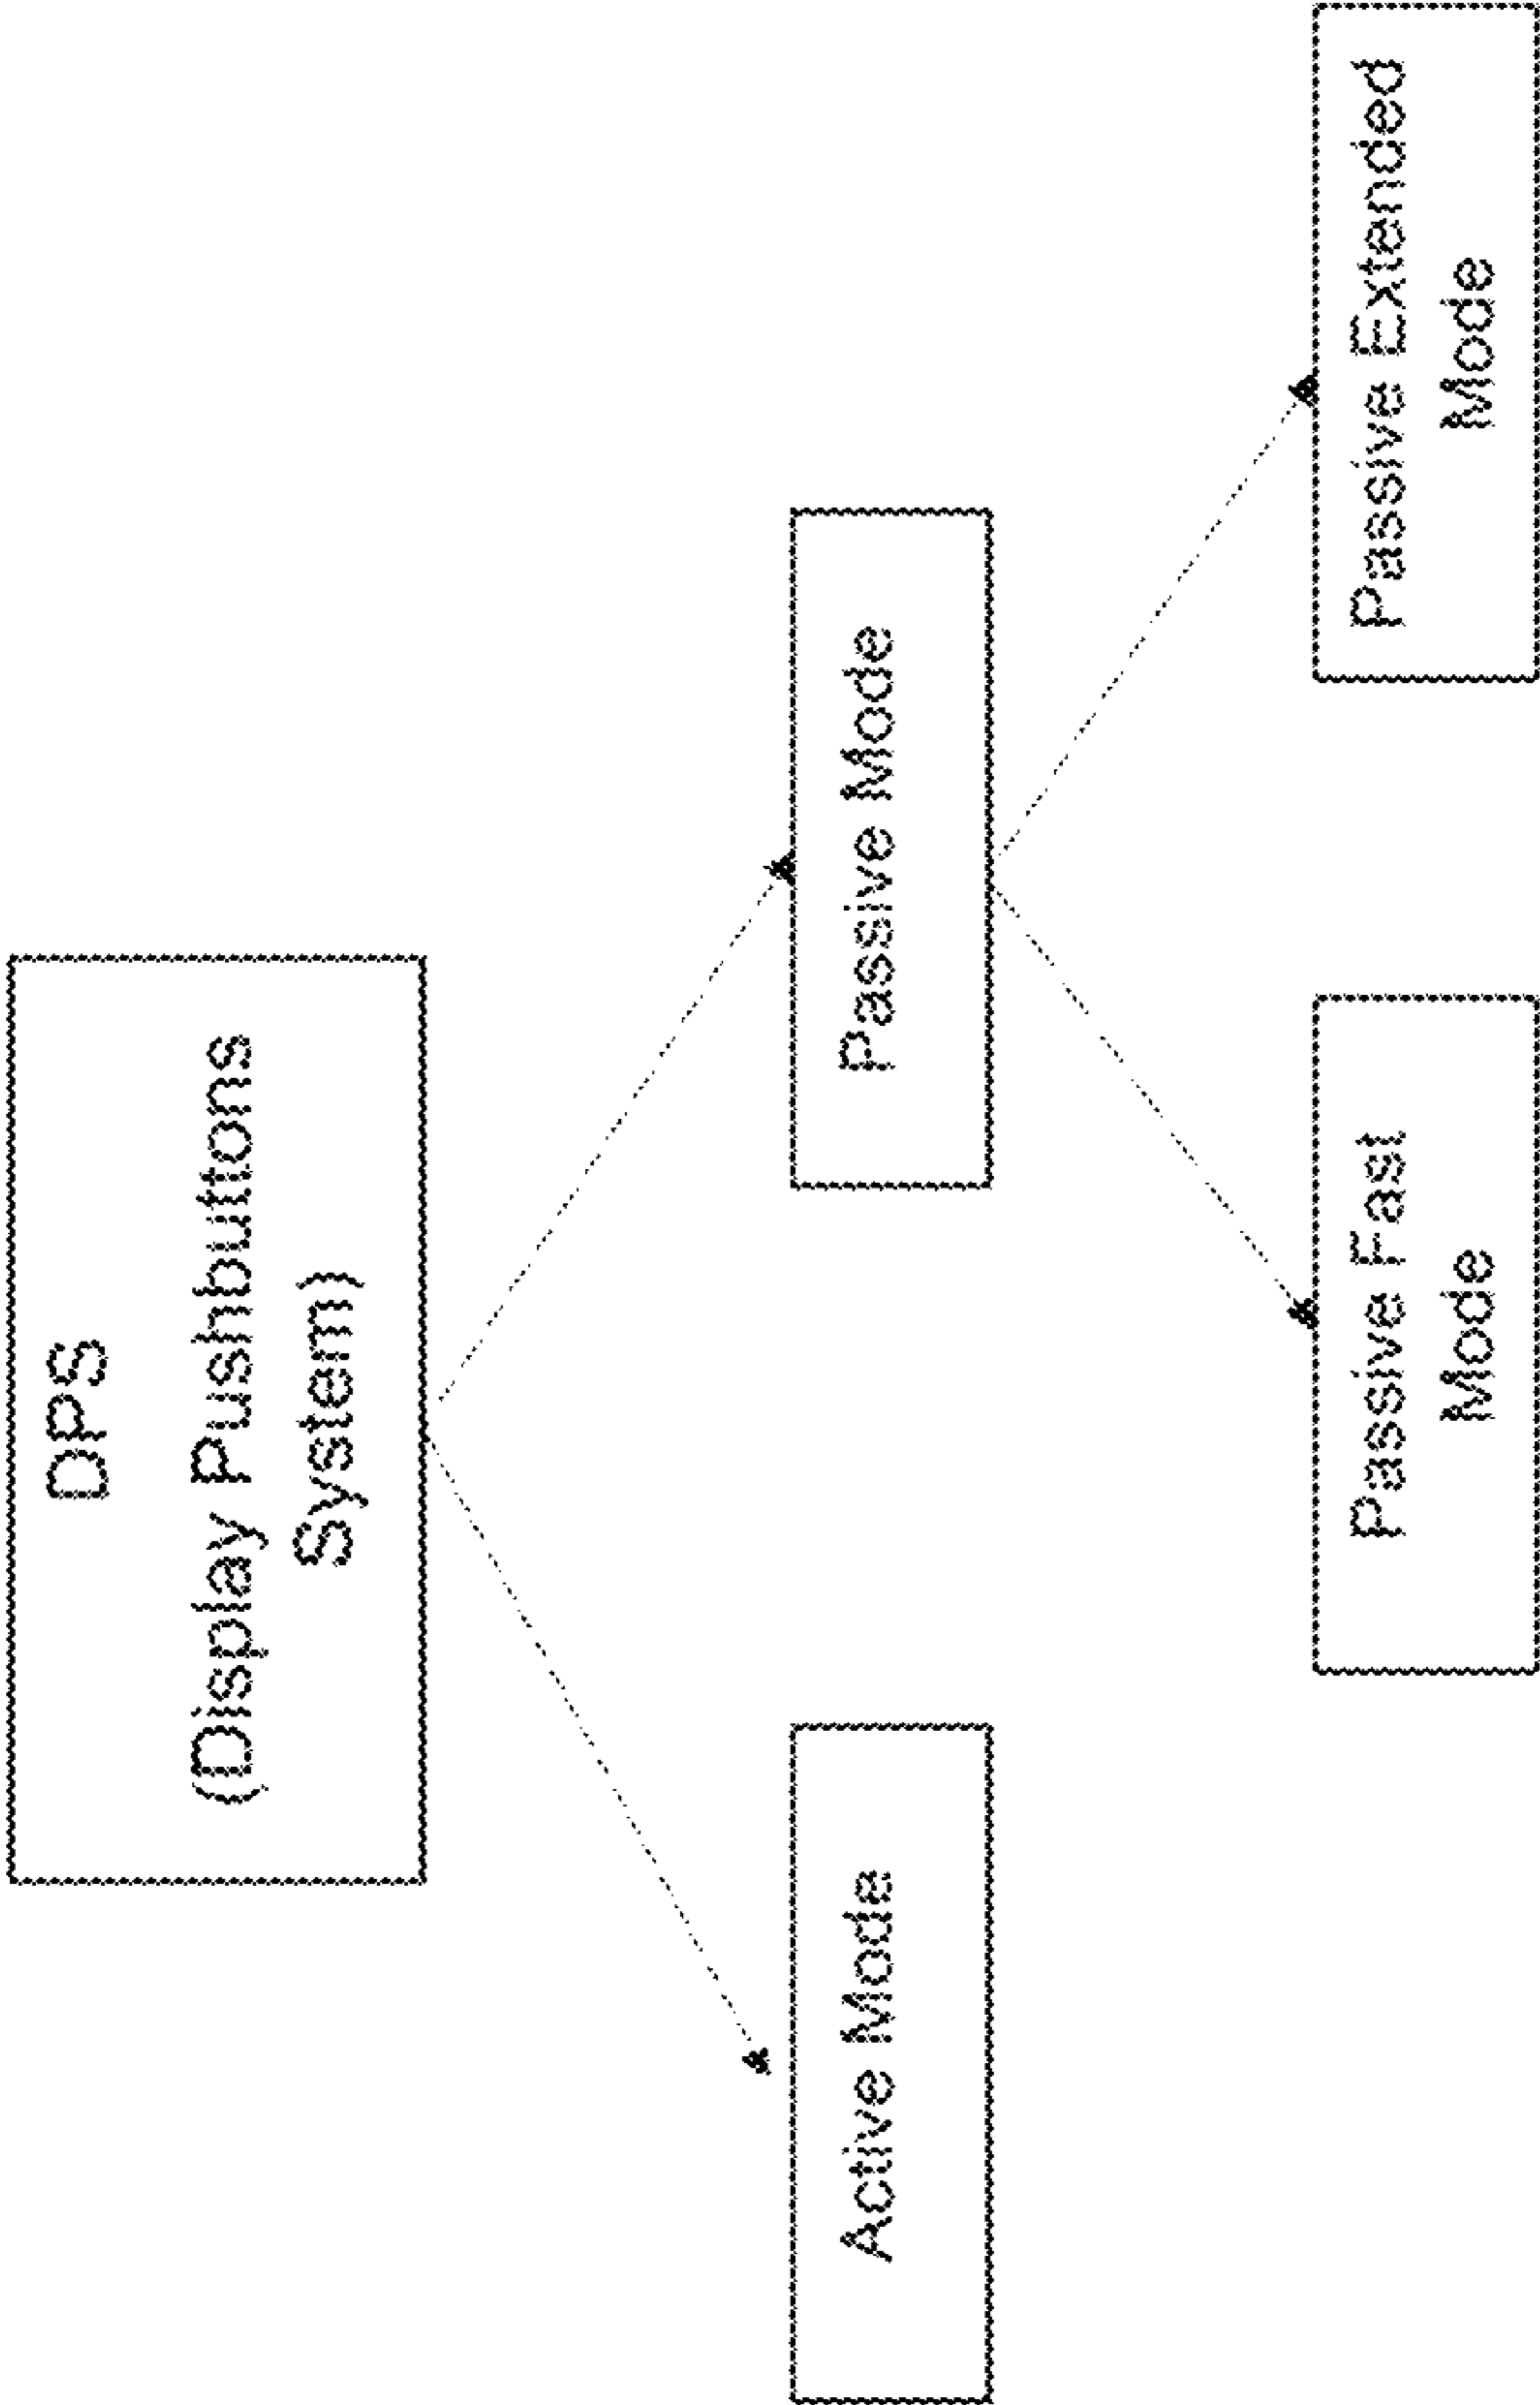 DPS
(Display Pushbuttons
System)
Active Mode
Passive Mode
Passive Fast
Mode
Passive Extended
Mode